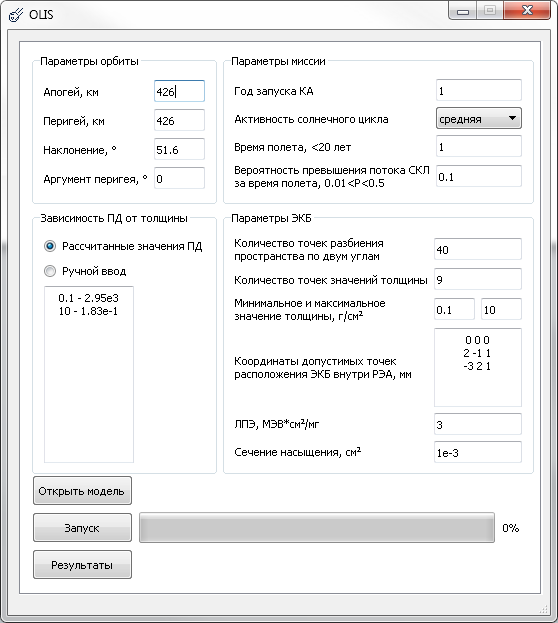 OLIS
Параметры орбиты
Апогей, км
426
Перигей, км
426
Наклонение, °
51.6
Аргумент перигея, °
0
Параметры миссии
Год запуска КА
1
Активность солнечного цикла
средняя
Время полета, <20 лет
1
Вероятность превышения потока СКЛ
за время полета, 0.01<P<0.5
0.1
Зависимость ПД от толщины
Рассчитанные значения ПД
Ручной ввод
0.1 - 2.95e3
10 - 1.83e-1
Параметры ЭКБ
Количество точек разбиения
пространства по двум углам
40
Количество точек значений толщины
9
Минимальное и максимальное
значение толщины, г/см²
0.1
10
Координаты допустимых точек
расположения ЭКБ внутри РЭА, мм
0 0 0
2 -1 1
-3 2 1
ЛПЭ, МЭВ*см²/мг
3
Сечение насыщения, см²
1e-3
Открыть модель
Запуск
0%
Результаты